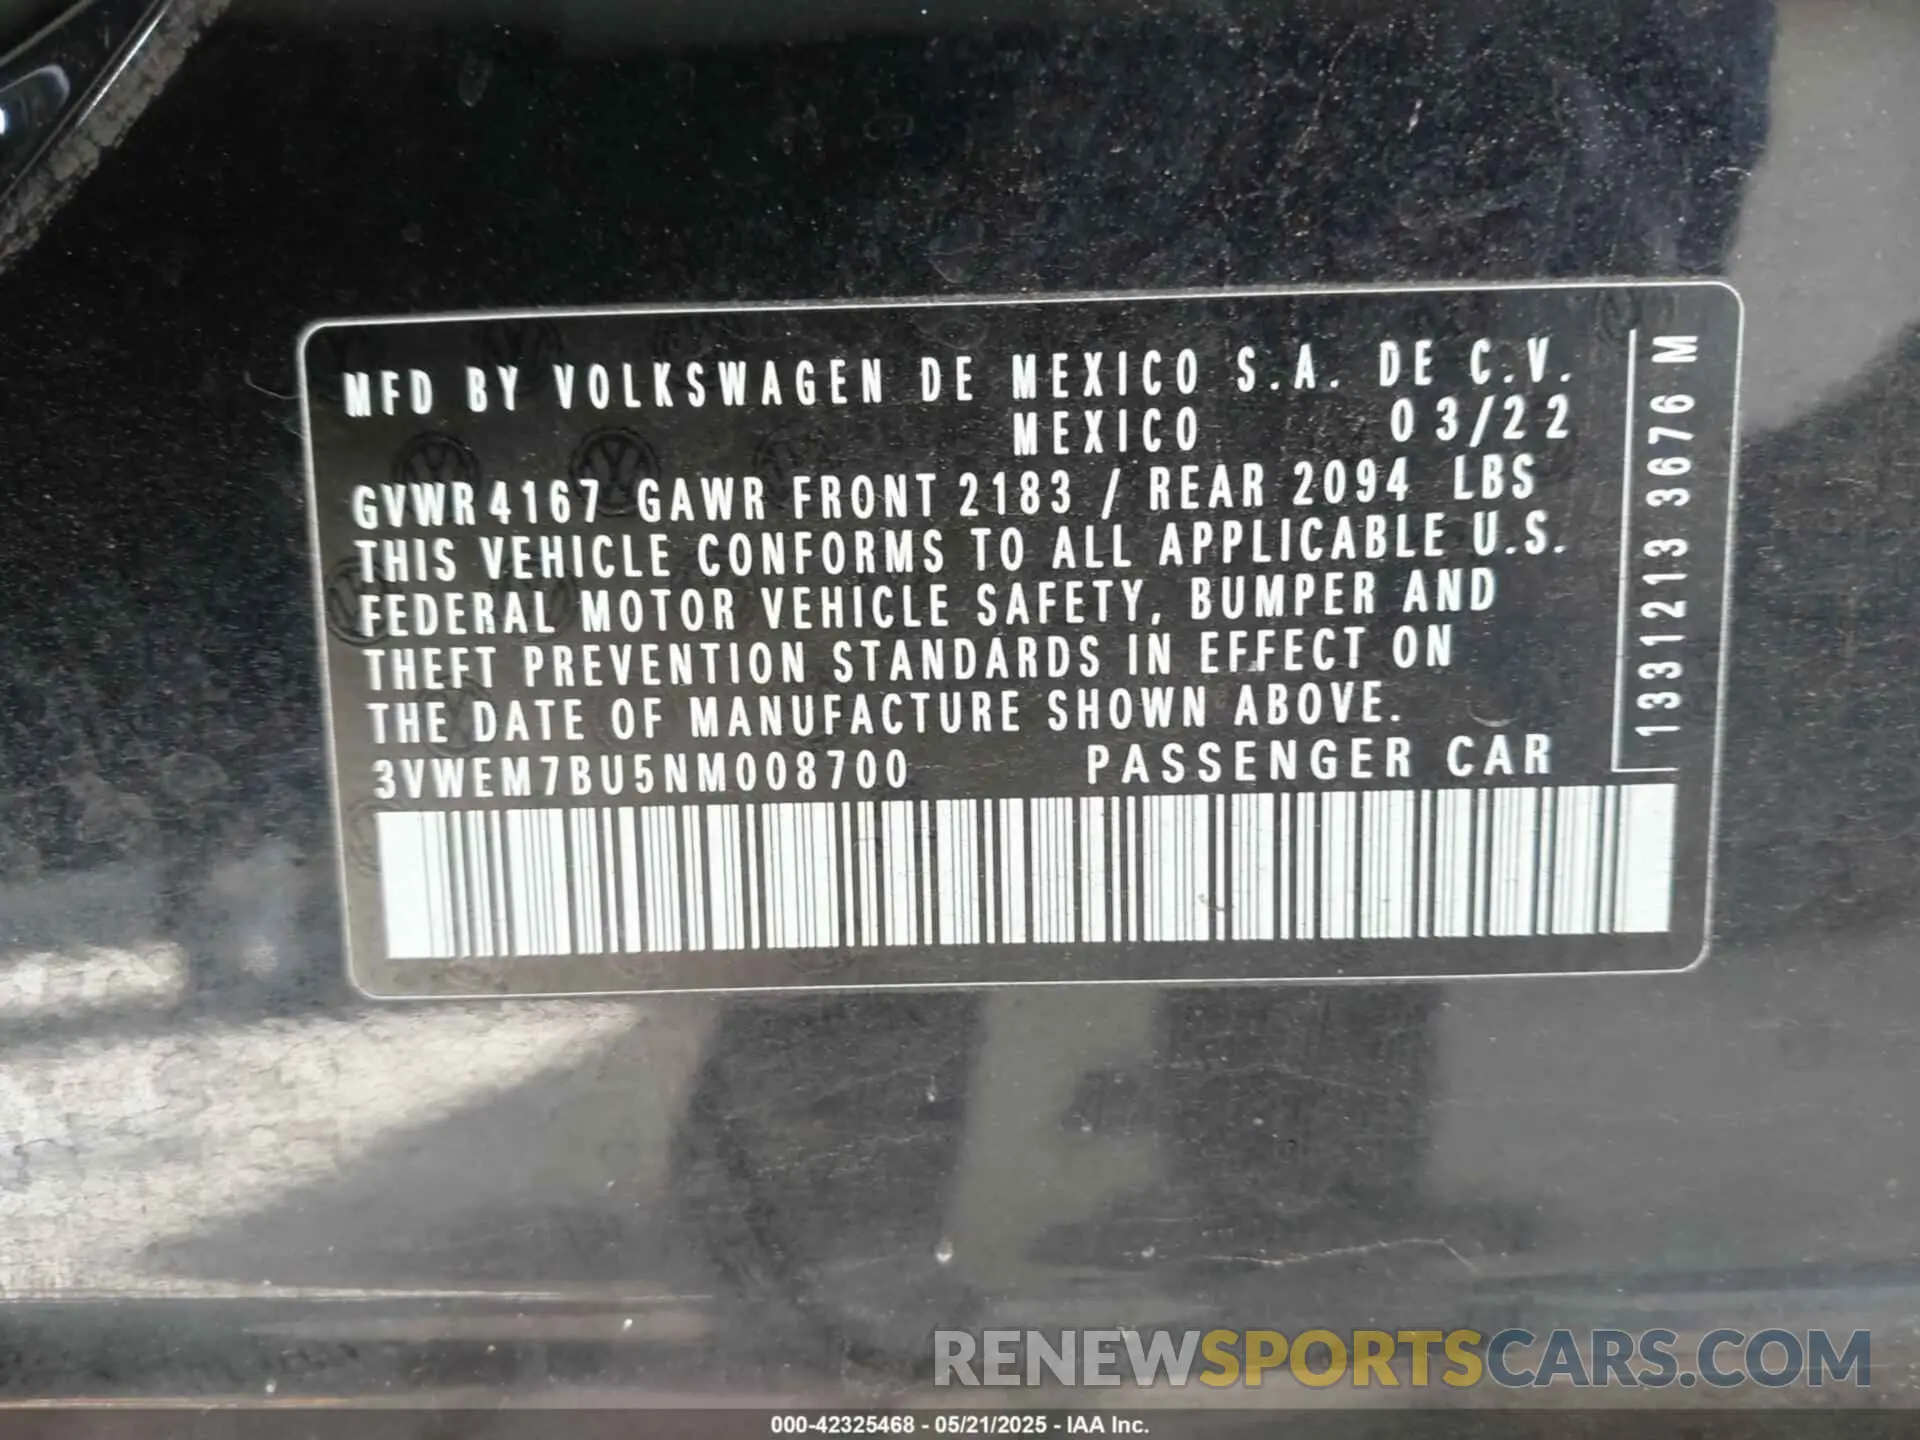 MFD BY VOLKSWAGEN DE MEXICO S.A. DE C.V.
MEXICO 03/22
GVWR 4167 GAWR FRONT 2183 / REAR 2094 LBS
THIS VEHICLE CONFORMS TO ALL APPLICABLE U.S.
FEDERAL MOTOR VEHICLE SAFETY, BUMPER AND
THEFT PREVENTION STANDARDS IN EFFECT ON
THE DATE OF MANUFACTURE SHOWN ABOVE.
3VWEM7BU5NM008700 PASSENGER CAR
1331213 3676 M
RENEWSPORTSCARS.COM
000-42325468 - 05/21/2025 - IAA Inc.